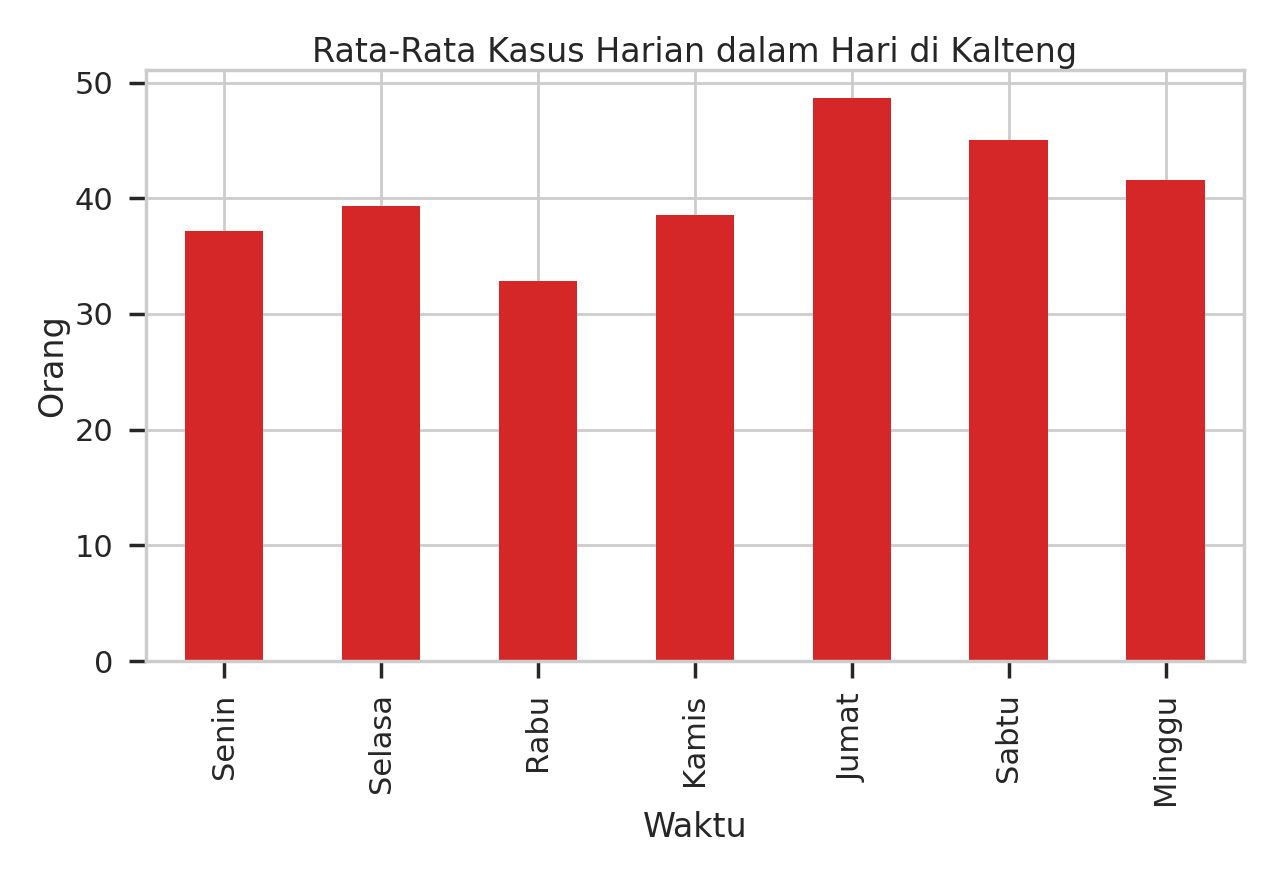 Rata-Rata Kasus Harian dalam Hari di Kalteng
50
40
30
20
10
0
Orang
Senin
Selasa
Rabu
Kamis
Jumat
Sabtu
Minggu
Waktu